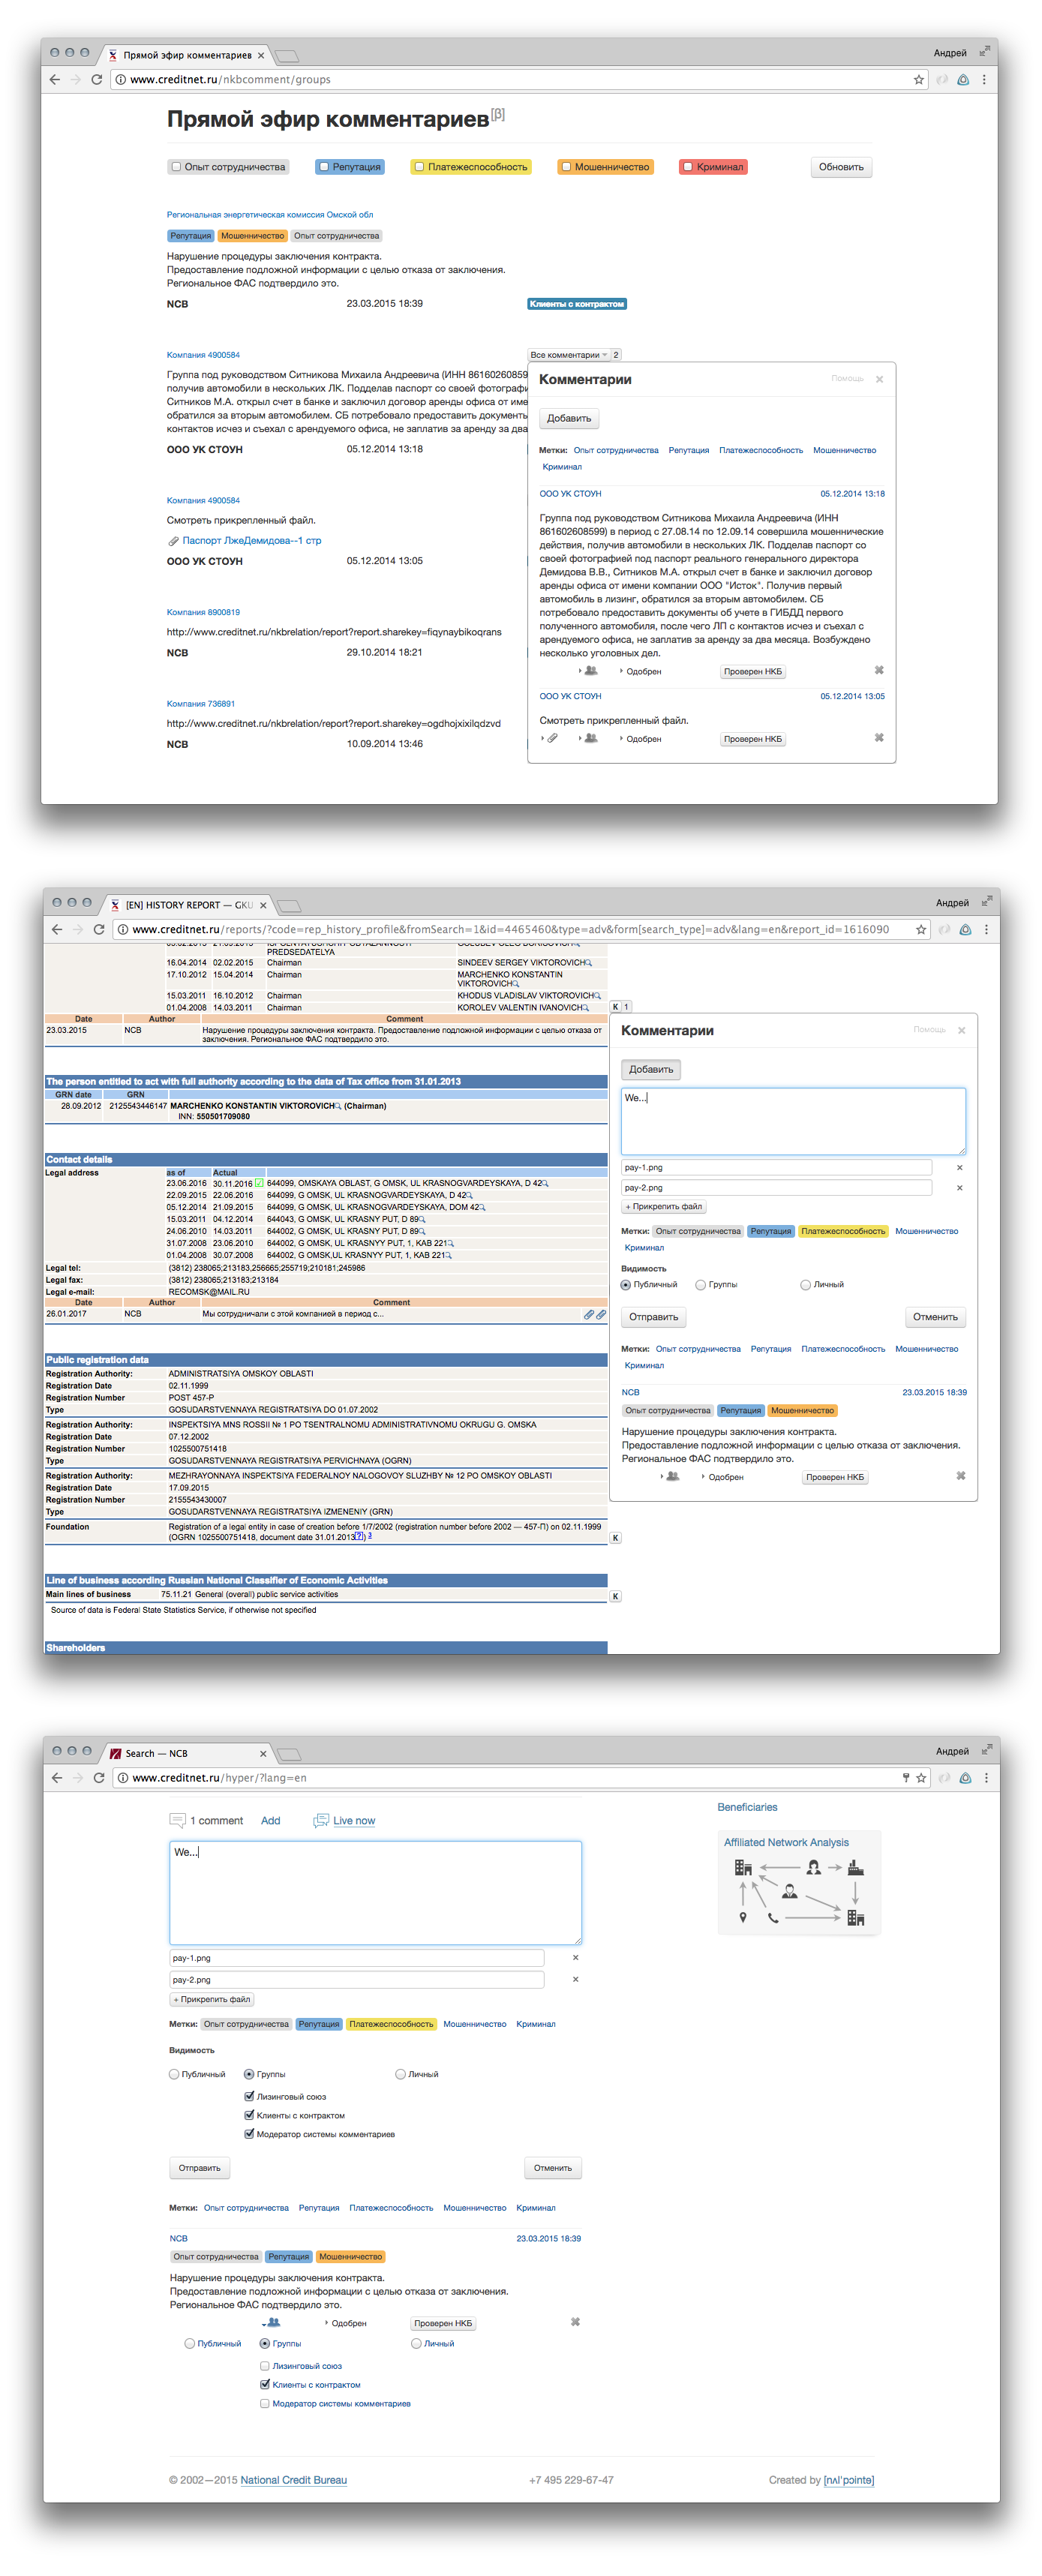 Прямой эфир комментариев
Андрей
www.creditnet.ru/nkbcomment/groups
Прямой эфир комментариев[β]
Опыт сотрудничества Репутация Платежеспособность Мошенничество Криминал Обновить
Региональная энергетическая комиссия Омской обл
Репутация Мошенничество Опыт сотрудничества
Нарушение процедуры заключения контракта.
Предоставление подложной информации с целью отказа от заключения.
Региональное ФАС подтвердило это.
NCB 23.03.2015 18:39 Клиенты с контрактом
Компания 4900584
Группа под руководством Ситникова Михаила Андреевича (ИНН 861602608599
получив автомобили в нескольких ЛК. Подделав паспорт со своей фотографи
Ситников М.А. открыл счет в банке и заключил договор аренды офиса от име
обратился за вторым автомобилем. СБ потребовало предоставить документь
контактов исчез и съехал с арендуемого офиса, не заплатив за аренду за два
ООО УК СТОУН 05.12.2014 13:18
Компания 4900584
Смотреть прикрепленный файл.
Паспорт ЛжеДемидова--1 стр
ООО УК СТОУН 05.12.2014 13:05
Компания 8900819
http://www.creditnet.ru/nkbrelation/report?report.sharekey=fiqynaybikoqrans
NCB 29.10.2014 18:21
Компания 736891
http://www.creditnet.ru/nkbrelation/report?report.sharekey=ogdhojxixilqdzvd
NCB 10.09.2014 13:46
Все комментарии 2
Комментарии Помощь
Добавить
Метки: Опыт сотрудничества Репутация Платежеспособность Мошенничество
Криминал
ООО УК СТОУН 05.12.2014 13:18
Группа под руководством Ситникова Михаила Андреевича (ИНН
861602608599) в период с 27.08.14 по 12.09.14 совершила мошеннические
действия, получив автомобили в нескольких ЛК. Подделав паспорт со
своей фотографией под паспорт реального генерального директора
Демидова В.В., Ситников М.А. открыл счет в банке и заключил договор
аренды офиса от имени компании ООО "Исток". Получив первый
автомобиль в лизинг, обратился за вторым автомобилем. СБ
потребовало предоставить документы об учете в ГИБДД первого
полученного автомобиля, после чего ЛП с контактов исчез и съехал с
арендуемого офиса, не заплатив за аренду за два месяца. Возбуждено
несколько уголовных дел.
Одобрен Проверен НКБ
ООО УК СТОУН 05.12.2014 13:05
Смотреть прикрепленный файл.
Одобрен Проверен НКБ
[EN] HISTORY REPORT — GKU
Андрей
www.creditnet.ru/reports/?code=rep_history_profile&fromSearch=1&id=4465460&type=adv&form[search_type]=adv&lang=en&report_id=1616090
PREDSEDATELYA
16.04.2014 02.02.2015 Chairman SINDEEV SERGEY VIKTOROVICH
17.10.2012 15.04.2014 Chairman MARCHENKO KONSTANTIN
VIKTOROVICH
15.03.2011 16.10.2012 Chairman KHODUS VLADISLAV VIKTOROVICH
01.04.2008 14.03.2011 Chairman KOROLEV VALENTIN IVANOVICH
Date Author Comment
23.03.2015 NCB Нарушение процедуры заключения контракта. Предоставление подложной информации с целью отказа от
заключения. Региональное ФАС подтвердило это.
The person entitled to act with full authority according to the data of Tax office from 31.01.2013
GRN date GRN
28.09.2012 2125543446147 MARCHENKO KONSTANTIN VIKTOROVICH (Chairman)
INN: 550501709080
Contact details
Legal address as of Actual
23.06.2016 30.11.2016 644099, OMSKAYA OBLAST, G OMSK, UL KRASNOGVARDEYSKAYA, D 42
22.09.2015 22.06.2016 644099, G OMSK, UL KRASNOGVARDEYSKAYA, D 42
05.12.2014 21.09.2015 644099, G OMSK, UL KRASNOGVARDEYSKAYA, DOM 42
15.03.2011 04.12.2014 644043, G OMSK, UL KRASNY PUT, D 89
24.06.2010 14.03.2011 644002, G OMSK, UL KRASNY PUT, D 89
31.07.2008 23.06.2010 644002, G OMSK, UL KRASNYY PUT, 1, KAB 221
01.04.2008 30.07.2008 644002, G OMSK,UL KRASNYY PUT, 1, KAB 221
Legal tel: (3812) 238065;213183,256665;255719;210181;245986
Legal fax: (3812) 238065;213183;213184
Legal e-mail: RECOMSK@MAIL.RU
Date Author Comment
26.01.2017 NCB Мы сотрудничали с этой компанией в период с...
Public registration data
Registration Authority: ADMINISTRATSIYA OMSKOY OBLASTI
Registration Date 02.11.1999
Registration Number POST 457-P
Type GOSUDARSTVENNAYA REGISTRATSIYA DO 01.07.2002
Registration Authority: INSPEKTSIYA MNS ROSSII № 1 PO TSENTRALNOMU ADMINISTRATIVNOMU OKRUGU G. OMSKA
Registration Date 07.12.2002
Registration Number 1025500751418
Type GOSUDARSTVENNAYA REGISTRATSIYA PERVICHNAYA (OGRN)
Registration Authority: MEZHRAYONNAYA INSPEKTSIYA FEDERALNOY NALOGOVOY SLUZHBY № 12 PO OMSKOY OBLASTI
Registration Date 17.09.2015
Registration Number 2155543430007
Type GOSUDARSTVENNAYA REGISTRATSIYA IZMENENIY (GRN)
Foundation Registration of a legal entity in case of creation before 1/7/2002 (registration number before 2002 — 457-П) on 02.11.1999
(OGRN 1025500751418, document date 31.01.2013[?]) 3
K
Line of business according Russian National Classifier of Economic Activities
Main lines of business 75.11.21 General (overall) public service activities
K
Source of data is Federal State Statistics Service, if otherwise not specified
Shareholders
K 1
Комментарии Помощь
Добавить
We...
pay-1.png
pay-2.png
+ Прикрепить файл
Метки: Опыт сотрудничества Репутация Платежеспособность Мошенничество
Криминал
Видимость
Публичный Группы Личный
Отправить Отменить
Метки: Опыт сотрудничества Репутация Платежеспособность Мошенничество
Криминал
NCB 23.03.2015 18:39
Опыт сотрудничества Репутация Мошенничество
Нарушение процедуры заключения контракта.
Предоставление подложной информации с целью отказа от заключения.
Региональное ФАС подтвердило это.
Одобрен Проверен НКБ
Search — NCB
Андрей
www.creditnet.ru/hyper/?lang=en
1 comment Add Live now
We...
pay-1.png
pay-2.png
+ Прикрепить файл
Метки: Опыт сотрудничества Репутация Платежеспособность Мошенничество Криминал
Видимость
Публичный Группы Личный
Лизинговый союз
Клиенты с контрактом
Модератор системы комментариев
Отправить Отменить
Метки: Опыт сотрудничества Репутация Платежеспособность Мошенничество Криминал
NCB 23.03.2015 18:39
Опыт сотрудничества Репутация Мошенничество
Нарушение процедуры заключения контракта.
Предоставление подложной информации с целью отказа от заключения.
Региональное ФАС подтвердило это.
Одобрен Проверен НКБ
Публичный Группы Личный
Лизинговый союз
Клиенты с контрактом
Модератор системы комментариев
Beneficiaries
Affiliated Network Analysis
© 2002—2015 National Credit Bureau +7 495 229-67-47 Created by [nʌl'pɔintə]